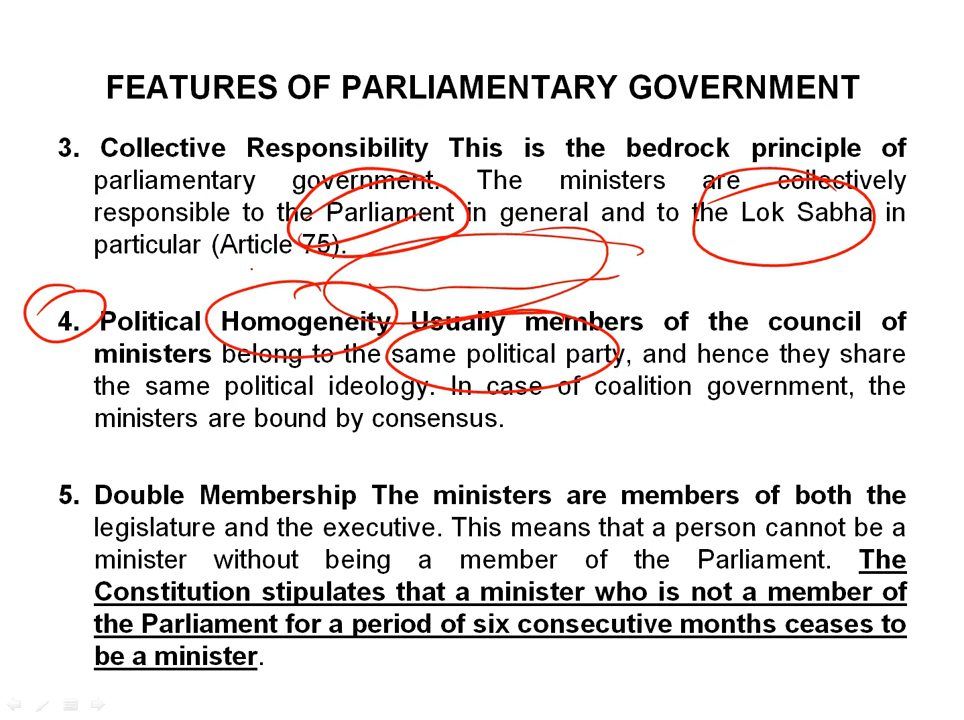 FEATURES OF PARLIAMENTARY GOVERNMENT
3. Collective Responsibility This is the bedrock principle of
parliamentary government. The ministers are collectively
responsible to the Parliament in general and to the Lok Sabha in
particular (Article 75).
4. Political Homogeneity Usually members of the council of
ministers belong to the same political party, and hence they share
the same political ideology. In case of coalition government, the
ministers are bound by consensus.
5. Double Membership The ministers are members of both the
legislature and the executive. This means that a person cannot be a
minister without being a member of the Parliament. The
Constitution stipulates that a minister who is not a member of
the Parliament for a period of six consecutive months ceases to
be a minister.